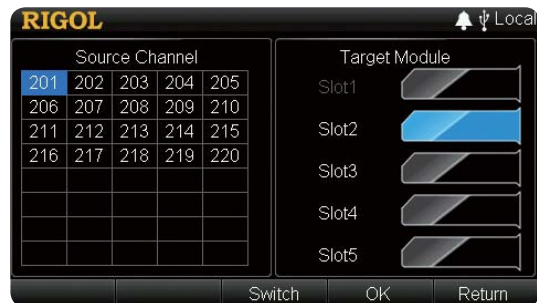 RIGOL Local
Source Channel
201 202 203 204 205
206 207 208 209 210
211 212 213 214 215
216 217 218 219 220
Target Module
Slot1
Slot2
Slot3
Slot4
Slot5
Switch OK Return